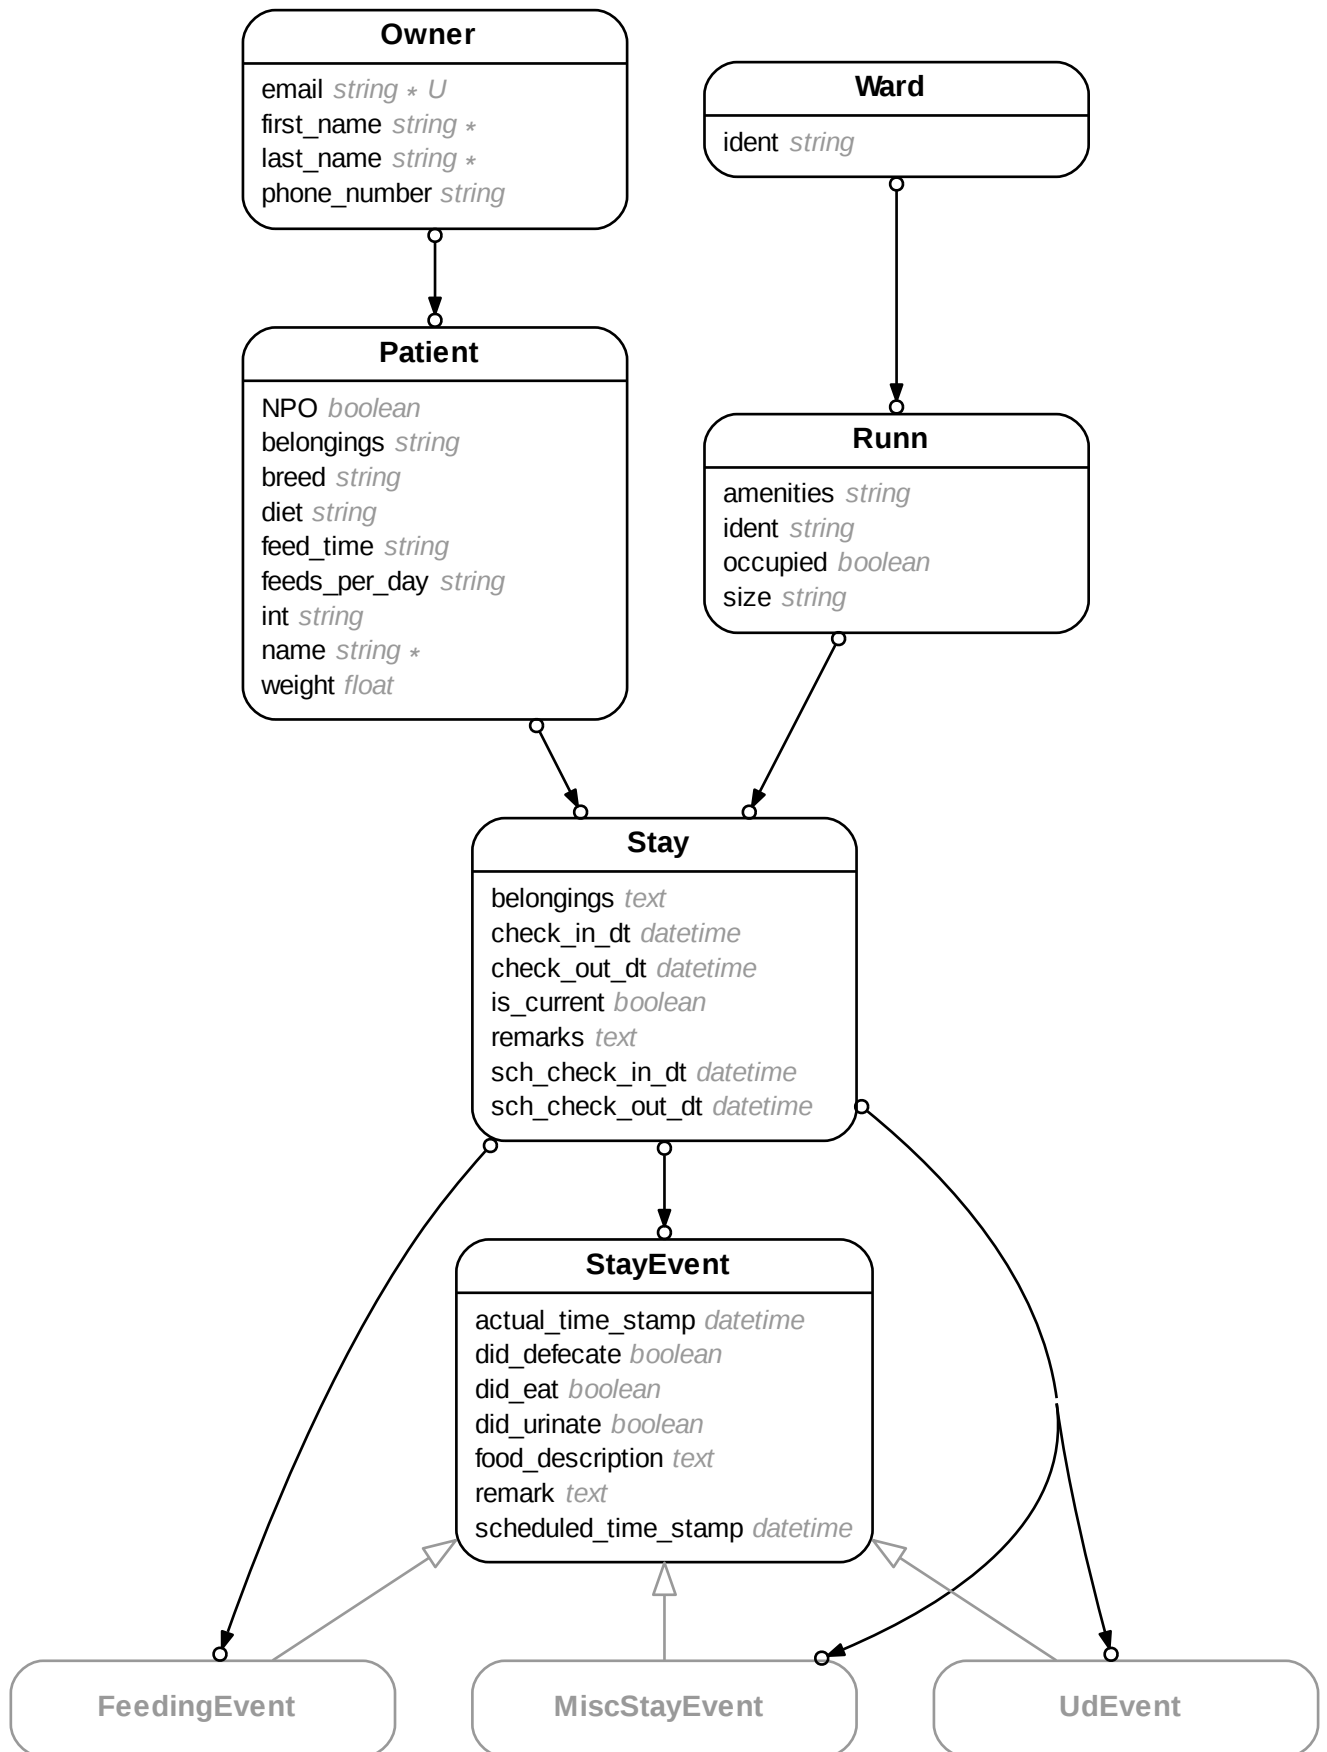 Owner
email string * U
first_name string *
last_name string *
phone_number string
Ward
ident string
Patient
NPO boolean
belongings string
breed string
diet string
feed_time string
feeds_per_day string
int string
name string *
weight float
Runn
amenities string
ident string
occupied boolean
size string
Stay
belongings text
check_in_dt datetime
check_out_dt datetime
is_current boolean
remarks text
sch_check_in_dt datetime
sch_check_out_dt datetime
StayEvent
actual_time_stamp datetime
did_defecate boolean
did_eat boolean
did_urinate boolean
food_description text
remark text
scheduled_time_stamp datetime
FeedingEvent
MiscStayEvent
UdEvent